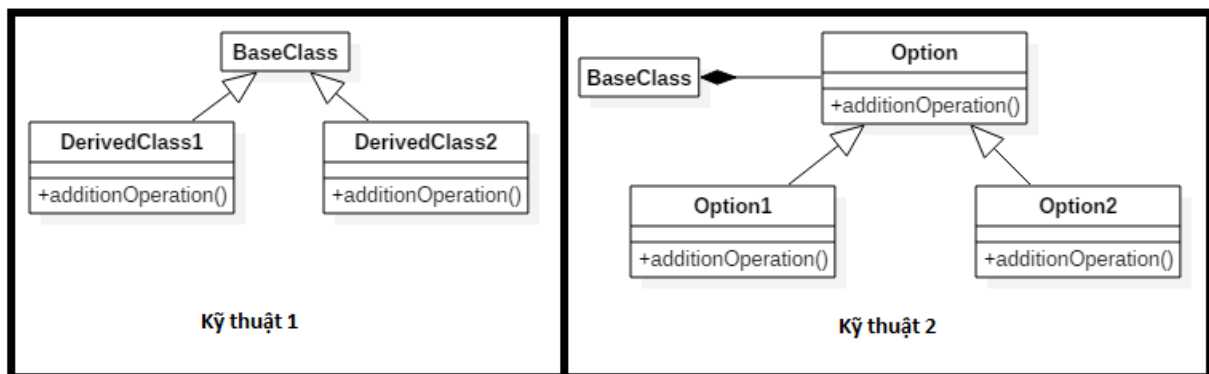 BaseClass
DerivedClass1
+additionOperation()
DerivedClass2
+additionOperation()
Kỹ thuật 1
BaseClass
Option
+additionOperation()
Option1
+additionOperation()
Option2
+additionOperation()
Kỹ thuật 2